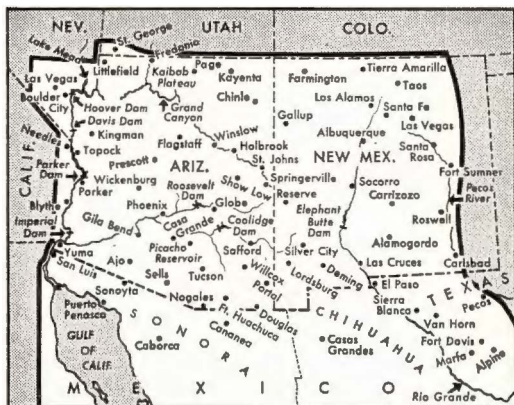 NEV.
UTAH
COLO.
Lake Mead
St. George
Fredonia
Littlefield
Kaibab
Plateau
Page
Kayenta
Farmington
Tierra Amarilla
Taos
Las Vegas
Boulder
City
Chinle
Los Alamos
Santa Fe
Hoover Dam
Davis Dam
Grand
Canyon
Gallup
Las Vegas
Needles
Kingman
Winslow
Albuquerque
Santa
Rosa
Topock
Flagstaff
Holbrook
CALIF.
Prescott
ARIZ.
St. Johns
NEW MEX.
Parker
Dam
Wickenburg
Roosevelt
Dam
Show Low
Springerville
Fort Sumner
Parker
Socorro
Carrizozo
Pecos
River
Blyth
Phoenix
Globe
Reserve
Elephant
Butte Dam
Roswell
Imperial
Dam
Gila Bend
Casa
Grande
Coolidge
Dam
Alamogordo
Yuma
Ajo
Picacho
Reservoir
Safford
Silver City
San Luis
Sells
Tucson
Willcox
Lordsburg
Deming
Las Cruces
Carlsbad
Sonoyta
Portal
El Paso
TEXAS
Puerto
Penasco
Nogales
Ft. Huachuca
Douglas
Sierra
Blanca
Pecos
GULF
OF
CALIF.
SONORA
Cananea
CHIHUAHUA
Van Horn
Caborca
Casas
Grandes
Fort Davis
Marfa
Alpine
MEXICO
Rio Grande